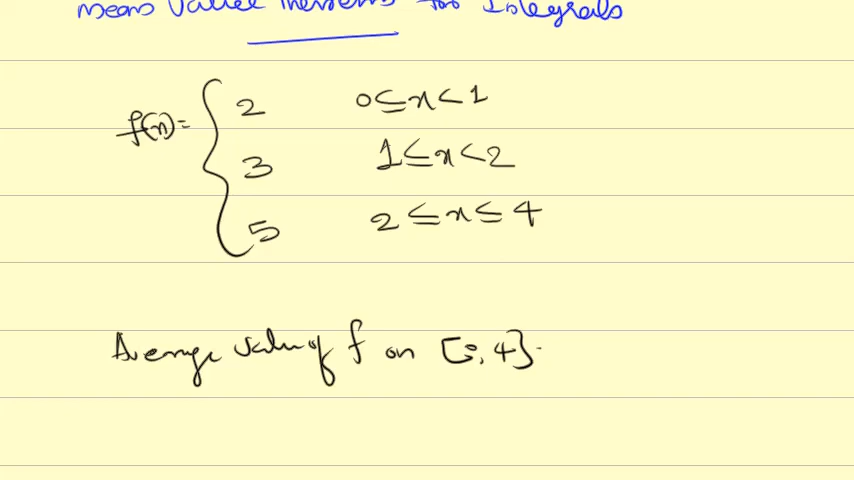 Mean Value Theorem for Integrals
f(x) = { 2 0 ≤ x < 1
3 1 ≤ x < 2
5 2 ≤ x ≤ 4
Average value of f on [0, 4].